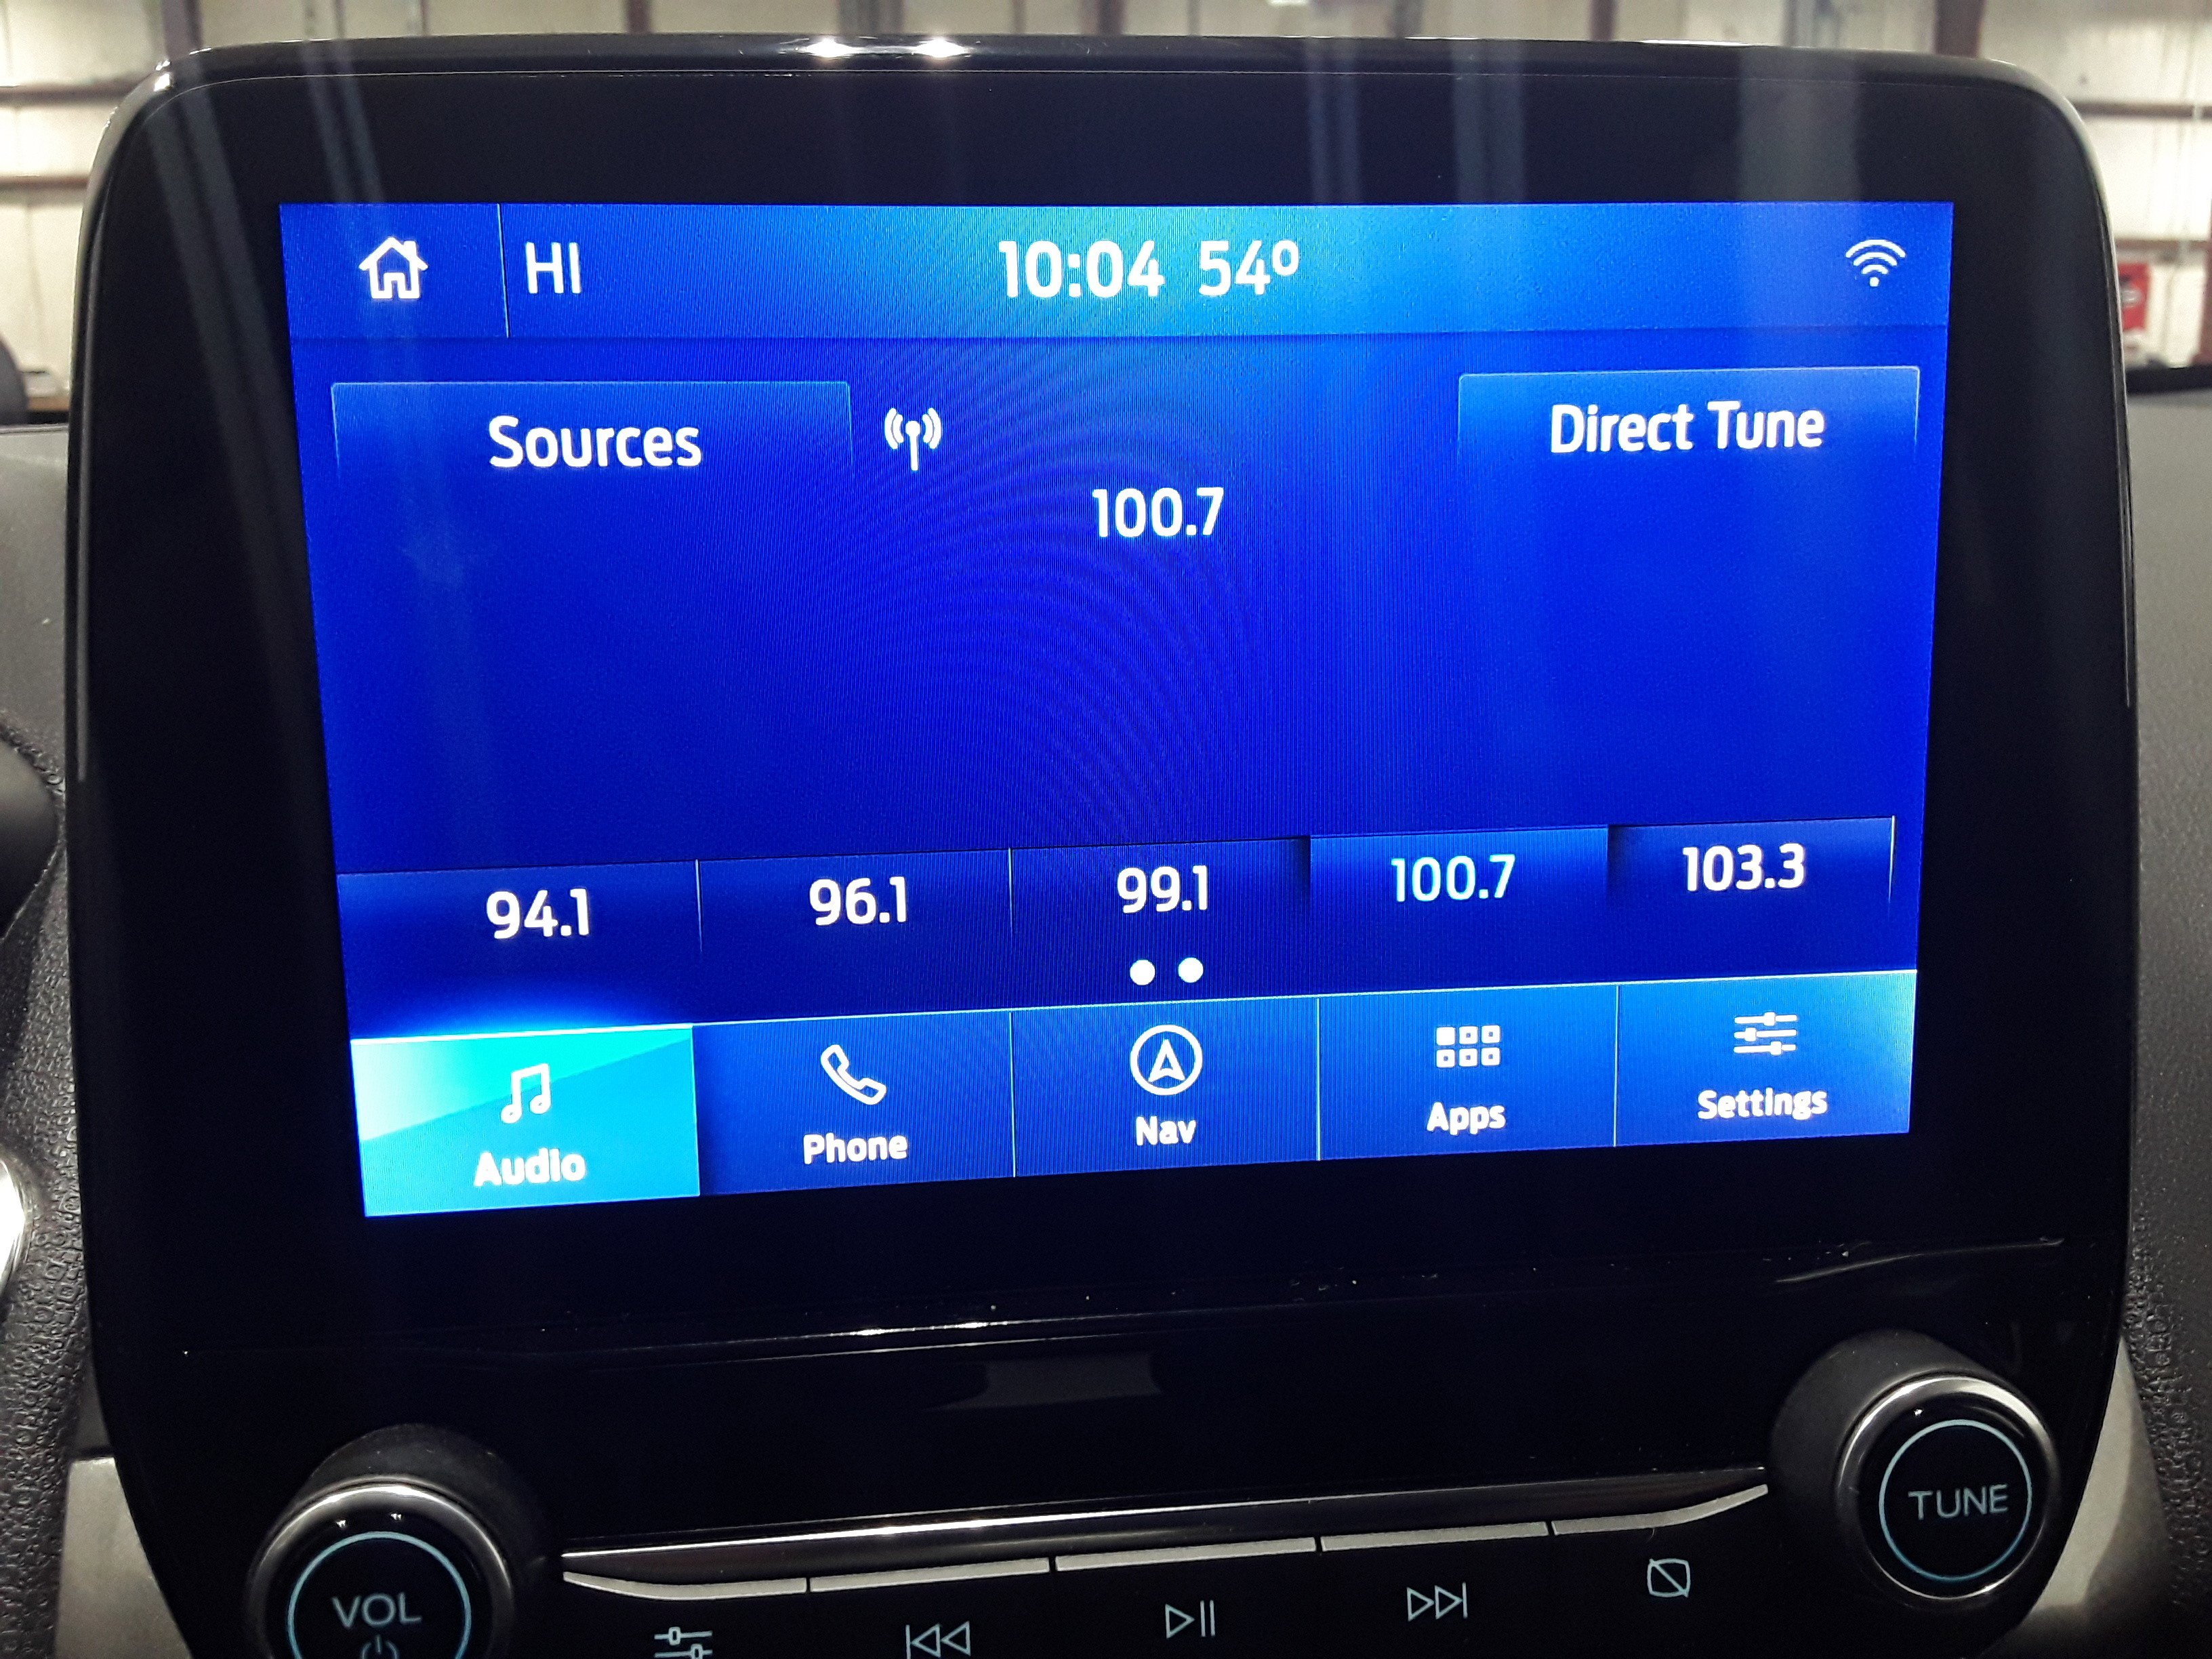 HI 10:04 54º
Sources Direct Tune
100.7
94.1 96.1 99.1 100.7 103.3
Audio Phone Nav Apps Settings
VOL TUNE